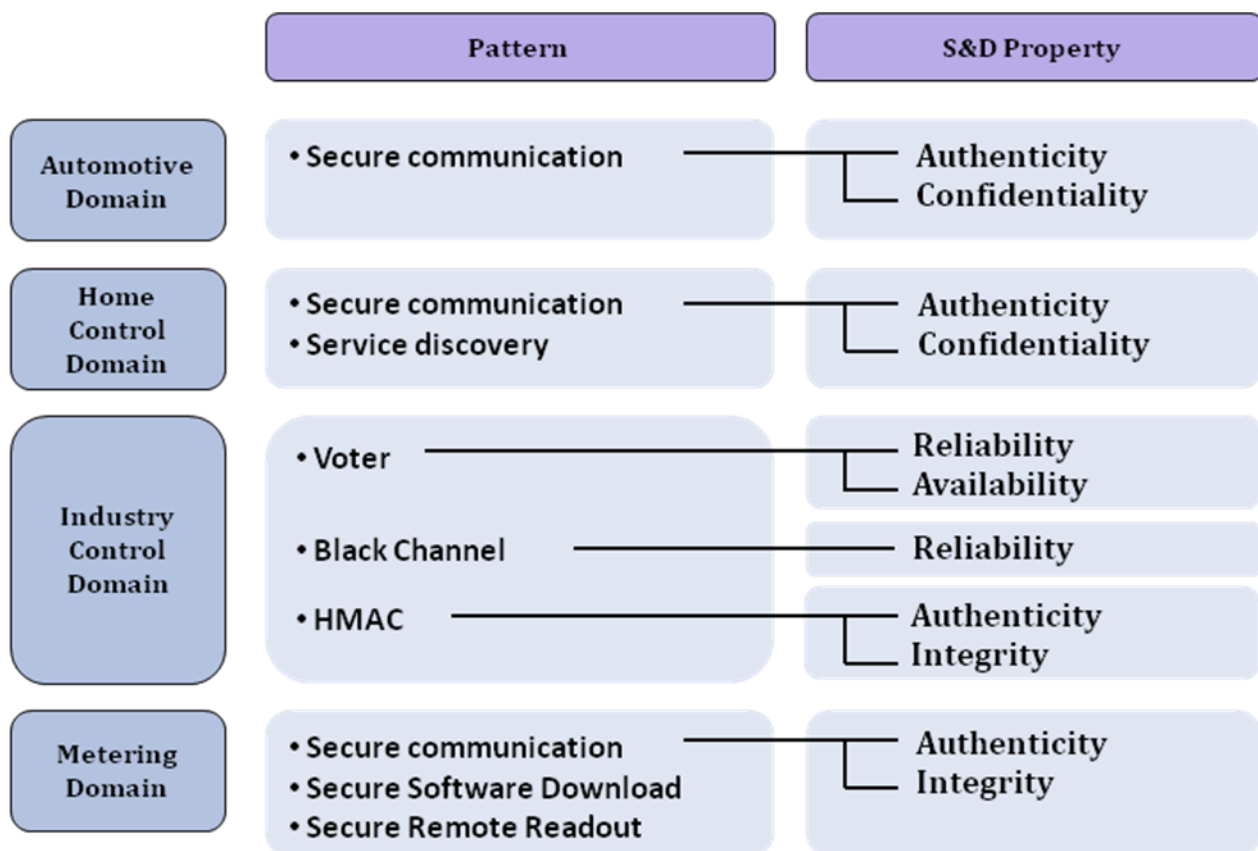 Pattern
S&D Property
Automotive
Domain
• Secure communication
Authenticity
Confidentiality
Home
Control
Domain
• Secure communication
• Service discovery
Authenticity
Confidentiality
Industry
Control
Domain
• Voter
Reliability
Availability
• Black Channel
Reliability
• HMAC
Authenticity
Integrity
Metering
Domain
• Secure communication
• Secure Software Download
• Secure Remote Readout
Authenticity
Integrity